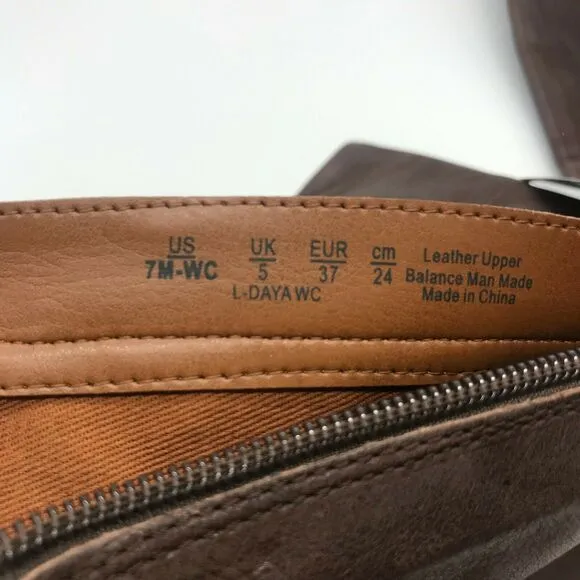 US UK EUR cm
7M-WC 5 37 24
L-DAYA WC
Leather Upper
Balance Man Made
Made in China